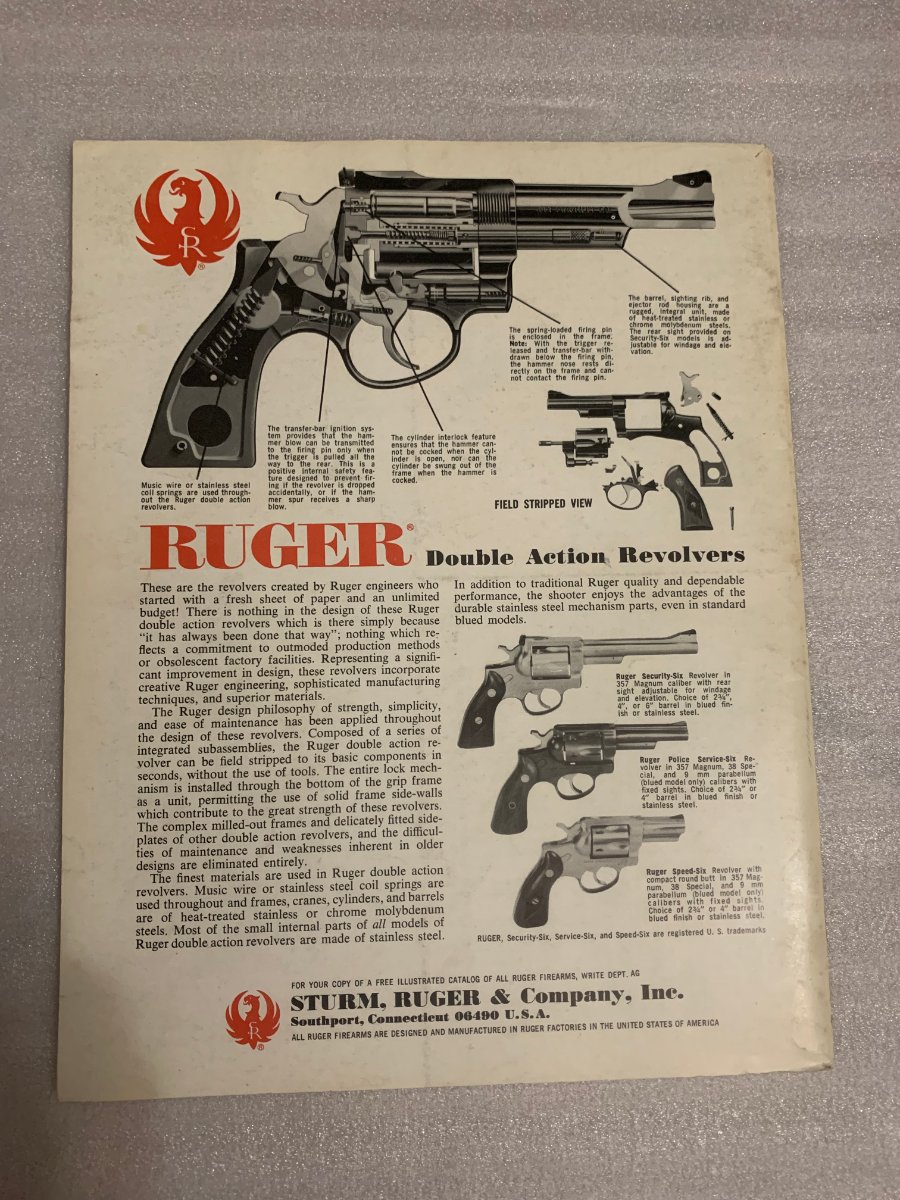 SR
®
The barrel, sighting rib, and
ejector rod housing are a
rugged, integral unit, made
of heat-treated stainless or
chrome molybdenum steels.
The rear sight provided on
Security-Six models is ad-
justable for windage and ele-
vation.
The spring-loaded firing pin
is enclosed in the frame.
Note: With the trigger re-
leased and transfer-bar with-
drawn below the firing pin,
the hammer nose rests di-
rectly on the frame and can-
not contact the firing pin.
The transfer-bar ignition sys-
tem provides that the ham-
mer blow can be transmitted
to the firing pin only when
the trigger is pulled all the
way to the rear. This is a
positive internal safety fea-
ture designed to prevent fir-
ing if the revolver is dropped
accidentally, or if the ham-
mer spur receives a sharp
blow.
The cylinder interlock feature
ensures that the hammer can-
not be cocked when the cyl-
inder is open, nor can the
cylinder be swung out of the
frame when the hammer is
cocked.
Music wire or stainless steel
coil springs are used through-
out the Ruger double action
revolvers.
FIELD STRIPPED VIEW
RUGER® Double Action Revolvers
These are the revolvers created by Ruger engineers who
started with a fresh sheet of paper and an unlimited
budget! There is nothing in the design of these Ruger
double action revolvers which is there simply because
“it has always been done that way”; nothing which re-
flects a commitment to outmoded production methods
or obsolescent factory facilities. Representing a signifi-
cant improvement in design, these revolvers incorporate
creative Ruger engineering, sophisticated manufacturing
techniques, and superior materials.
The Ruger design philosophy of strength, simplicity,
and ease of maintenance has been applied throughout
the design of these revolvers. Composed of a series of
integrated subassemblies, the Ruger double action re-
volver can be field stripped to its basic components in
seconds, without the use of tools. The entire lock mech-
anism is installed through the bottom of the grip frame
as a unit, permitting the use of solid frame side-walls
which contribute to the great strength of these revolvers.
The complex milled-out frames and delicately fitted side-
plates of other double action revolvers, and the difficul-
ties of maintenance and weaknesses inherent in older
designs are eliminated entirely.
The finest materials are used in Ruger double action
revolvers. Music wire or stainless steel coil springs are
used throughout and frames, cranes, cylinders, and barrels
are of heat-treated stainless or chrome molybdenum
steels. Most of the small internal parts of all models of
Ruger double action revolvers are made of stainless steel.
In addition to traditional Ruger quality and dependable
performance, the shooter enjoys the advantages of the
durable stainless steel mechanism parts, even in standard
blued models.
Ruger Security-Six Revolver in
357 Magnum caliber with rear
sight adjustable for windage
and elevation. Choice of 2¾",
4", or 6" barrel in blued fin-
ish or stainless steel.
Ruger Police Service-Six Re-
volver in 357 Magnum, 38 Spe-
cial, and 9 mm parabellum
(blued model only) calibers with
fixed sights. Choice of 2¾" or
4" barrel in blued finish or
stainless steel.
Ruger Speed-Six Revolver with
compact round butt in 357 Mag-
num, 38 Special, and 9 mm
parabellum (blued model only)
calibers with fixed sights.
Choice of 2¾" or 4" barrel in
blued finish or stainless steel.
RUGER, Security-Six, Service-Six, and Speed-Six are registered U. S. trademarks
FOR YOUR COPY OF A FREE ILLUSTRATED CATALOG OF ALL RUGER FIREARMS, WRITE DEPT. AG
SR
®
STURM, RUGER & Company, Inc.
Southport, Connecticut 06490 U.S.A.
ALL RUGER FIREARMS ARE DESIGNED AND MANUFACTURED IN RUGER FACTORIES IN THE UNITED STATES OF AMERICA